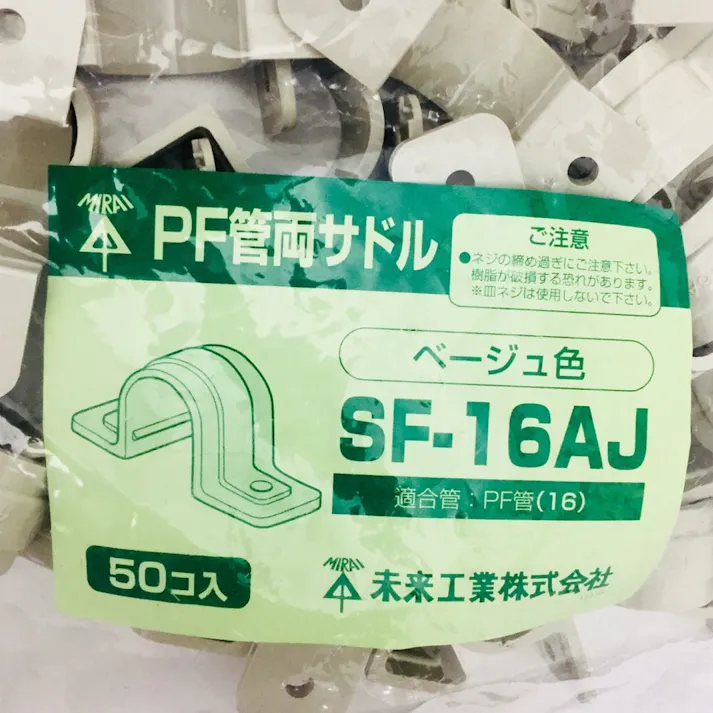 MIRAI
PF管両サドル
ご注意
●ネジの締め過ぎにご注意下さい。
樹脂が破損する恐れがあります。
※皿ネジは使用しないで下さい。
ベージュ色
SF-16AJ
適合管：PF管(16)
50コ入
MIRAI
未来工業株式会社